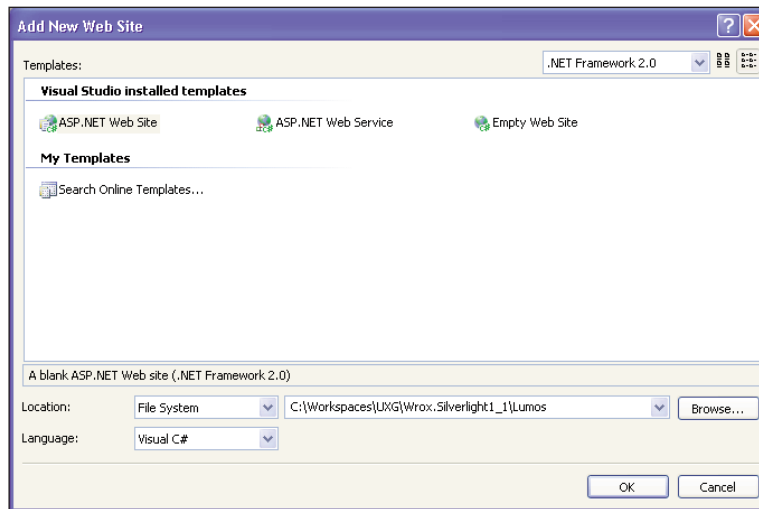 Add New Web Site
Templates:
.NET Framework 2.0
Visual Studio installed templates
ASP.NET Web Site
ASP.NET Web Service
Empty Web Site
My Templates
Search Online Templates...
A blank ASP.NET Web site (.NET Framework 2.0)
Location:
File System
C:\Workspaces\UXG\Wrox.Silverlight1_1\Lumos
Browse...
Language:
Visual C#
OK
Cancel